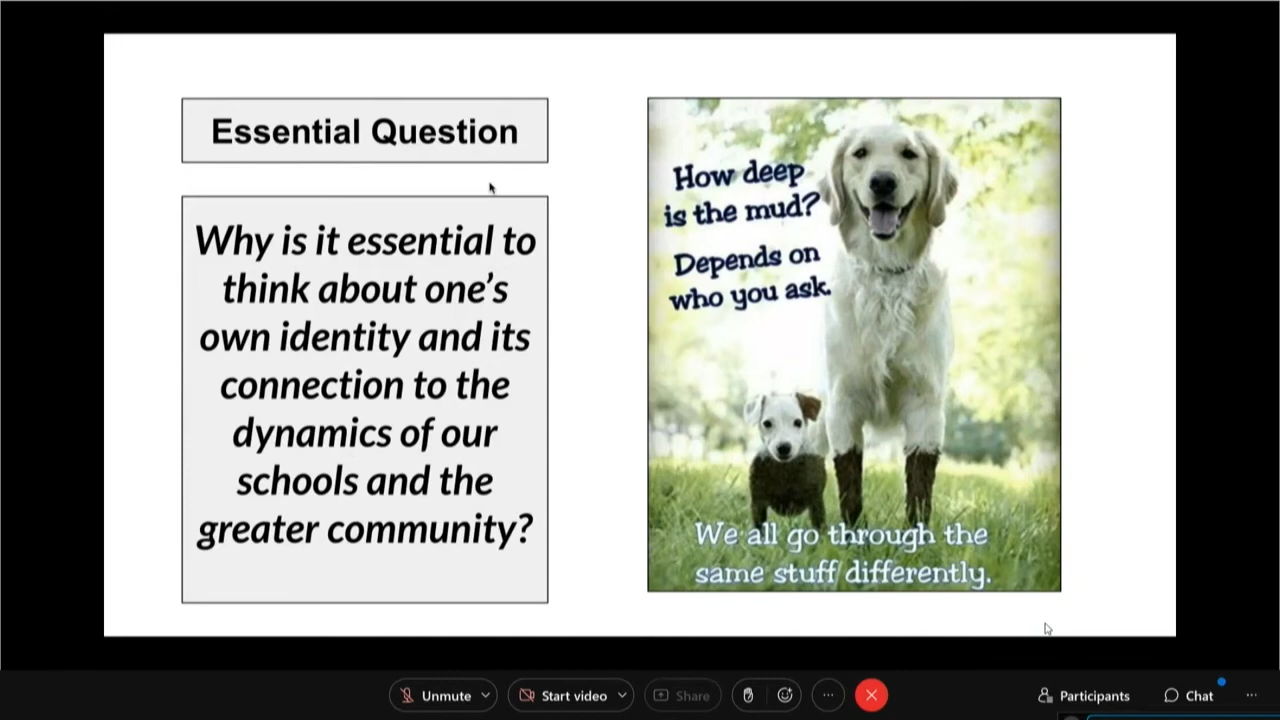 Essential Question
Why is it essential to
think about one’s
own identity and its
connection to the
dynamics of our
schools and the
greater community?
How deep
is the mud?
Depends on
who you ask.
We all go through the
same stuff differently.
Unmute
Start video
Share
Participants
Chat